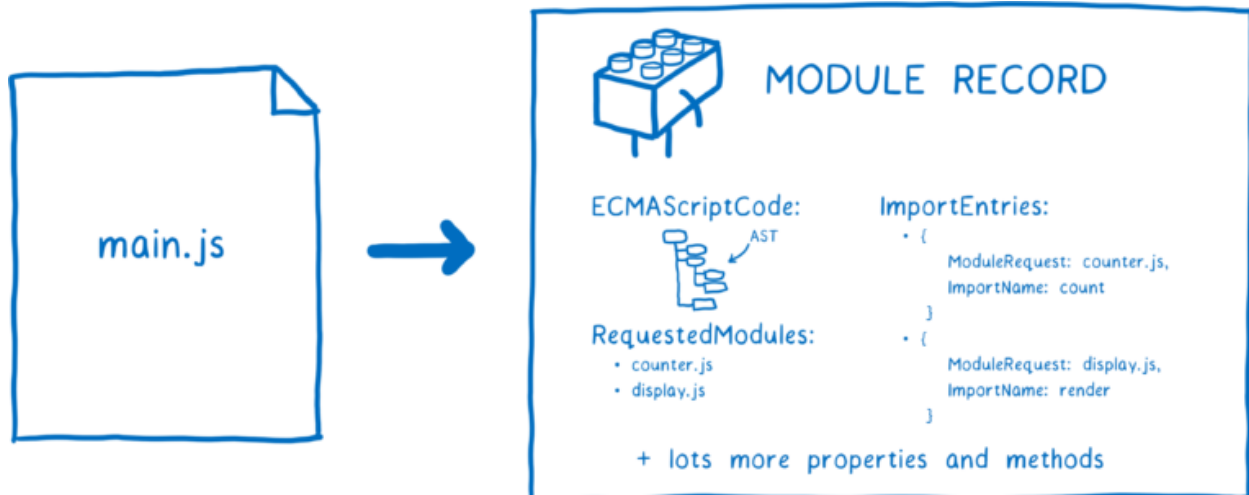 main.js
MODULE RECORD
ECMAScriptCode:
AST
RequestedModules:
• counter.js
• display.js
ImportEntries:
• {
ModuleRequest: counter.js,
ImportName: count
}
• {
ModuleRequest: display.js,
ImportName: render
}
+ lots more properties and methods